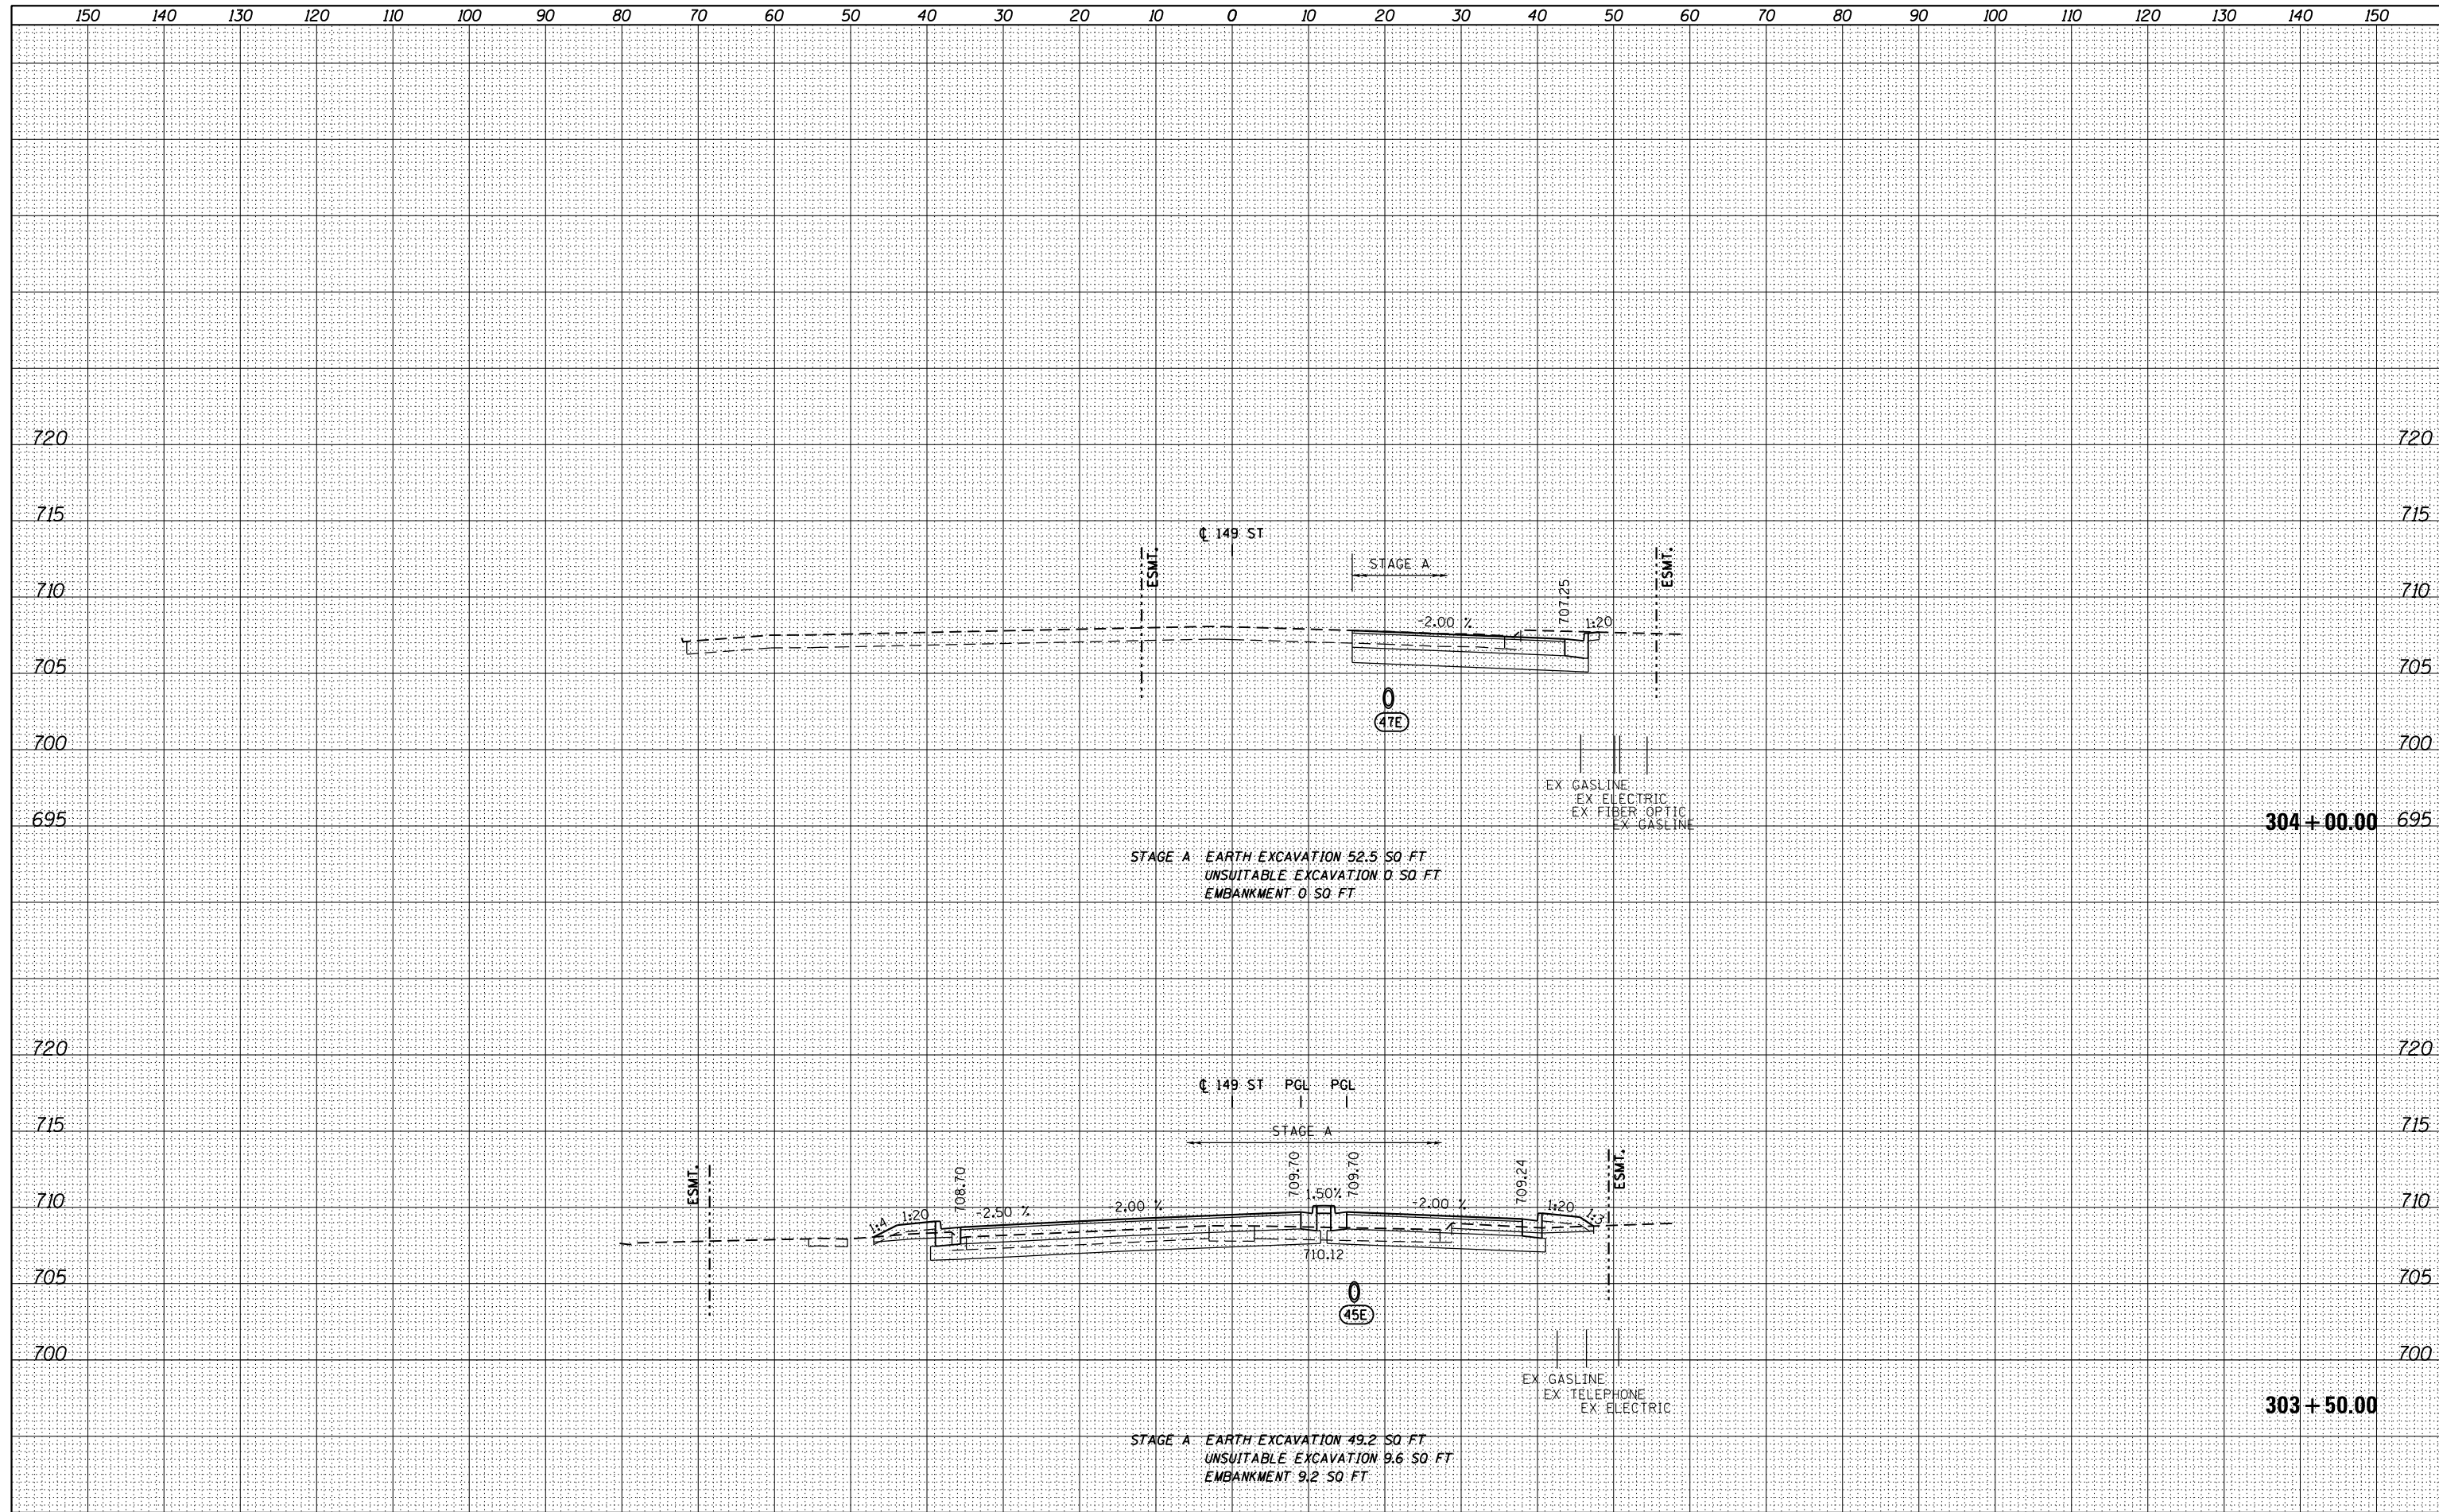 150 140 130 120 110 100 90 80 70 60 50 40 30 20 10 0 10 20 30 40 50 60 70 80 90 100 110 120 130 140 150
720 720
715 715
℄ 149 ST
ESMT.
STAGE A
ESMT.
710 710
707.25
-2.00 %
1:20
705 705
47E
700 700
EX GASLINE
EX ELECTRIC
EX FIBER OPTIC
EX GASLINE
695 304+00.00 695
STAGE A EARTH EXCAVATION 52.5 SQ FT
UNSUITABLE EXCAVATION 0 SQ FT
EMBANKMENT 0 SQ FT
720 720
℄ 149 ST PGL PGL
715 715
STAGE A
ESMT.
708.70
709.70
709.70
709.24
ESMT.
710 710
1:4
1:20
-2.50 %
2.00 %
1.50%
-2.00 %
1:20
1:3
710.12
705 705
45E
700 700
EX GASLINE
EX TELEPHONE
EX ELECTRIC
303+50.00
STAGE A EARTH EXCAVATION 49.2 SQ FT
UNSUITABLE EXCAVATION 9.6 SQ FT
EMBANKMENT 9.2 SQ FT